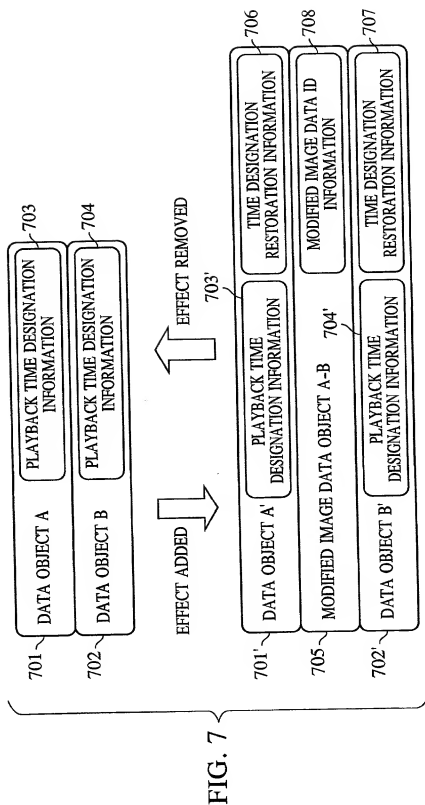 FIG. 7
701
DATA OBJECT A
PLAYBACK TIME DESIGNATION
INFORMATION
703
702
DATA OBJECT B
PLAYBACK TIME DESIGNATION
INFORMATION
704
EFFECT ADDED
EFFECT REMOVED
701'
DATA OBJECT A'
703'
PLAYBACK TIME
DESIGNATION INFORMATION
TIME DESIGNATION
RESTORATION INFORMATION
706
705
MODIFIED IMAGE DATA OBJECT A-B
MODIFIED IMAGE DATA ID
INFORMATION
708
702'
DATA OBJECT B'
704'
PLAYBACK TIME
DESIGNATION INFORMATION
TIME DESIGNATION
RESTORATION INFORMATION
707